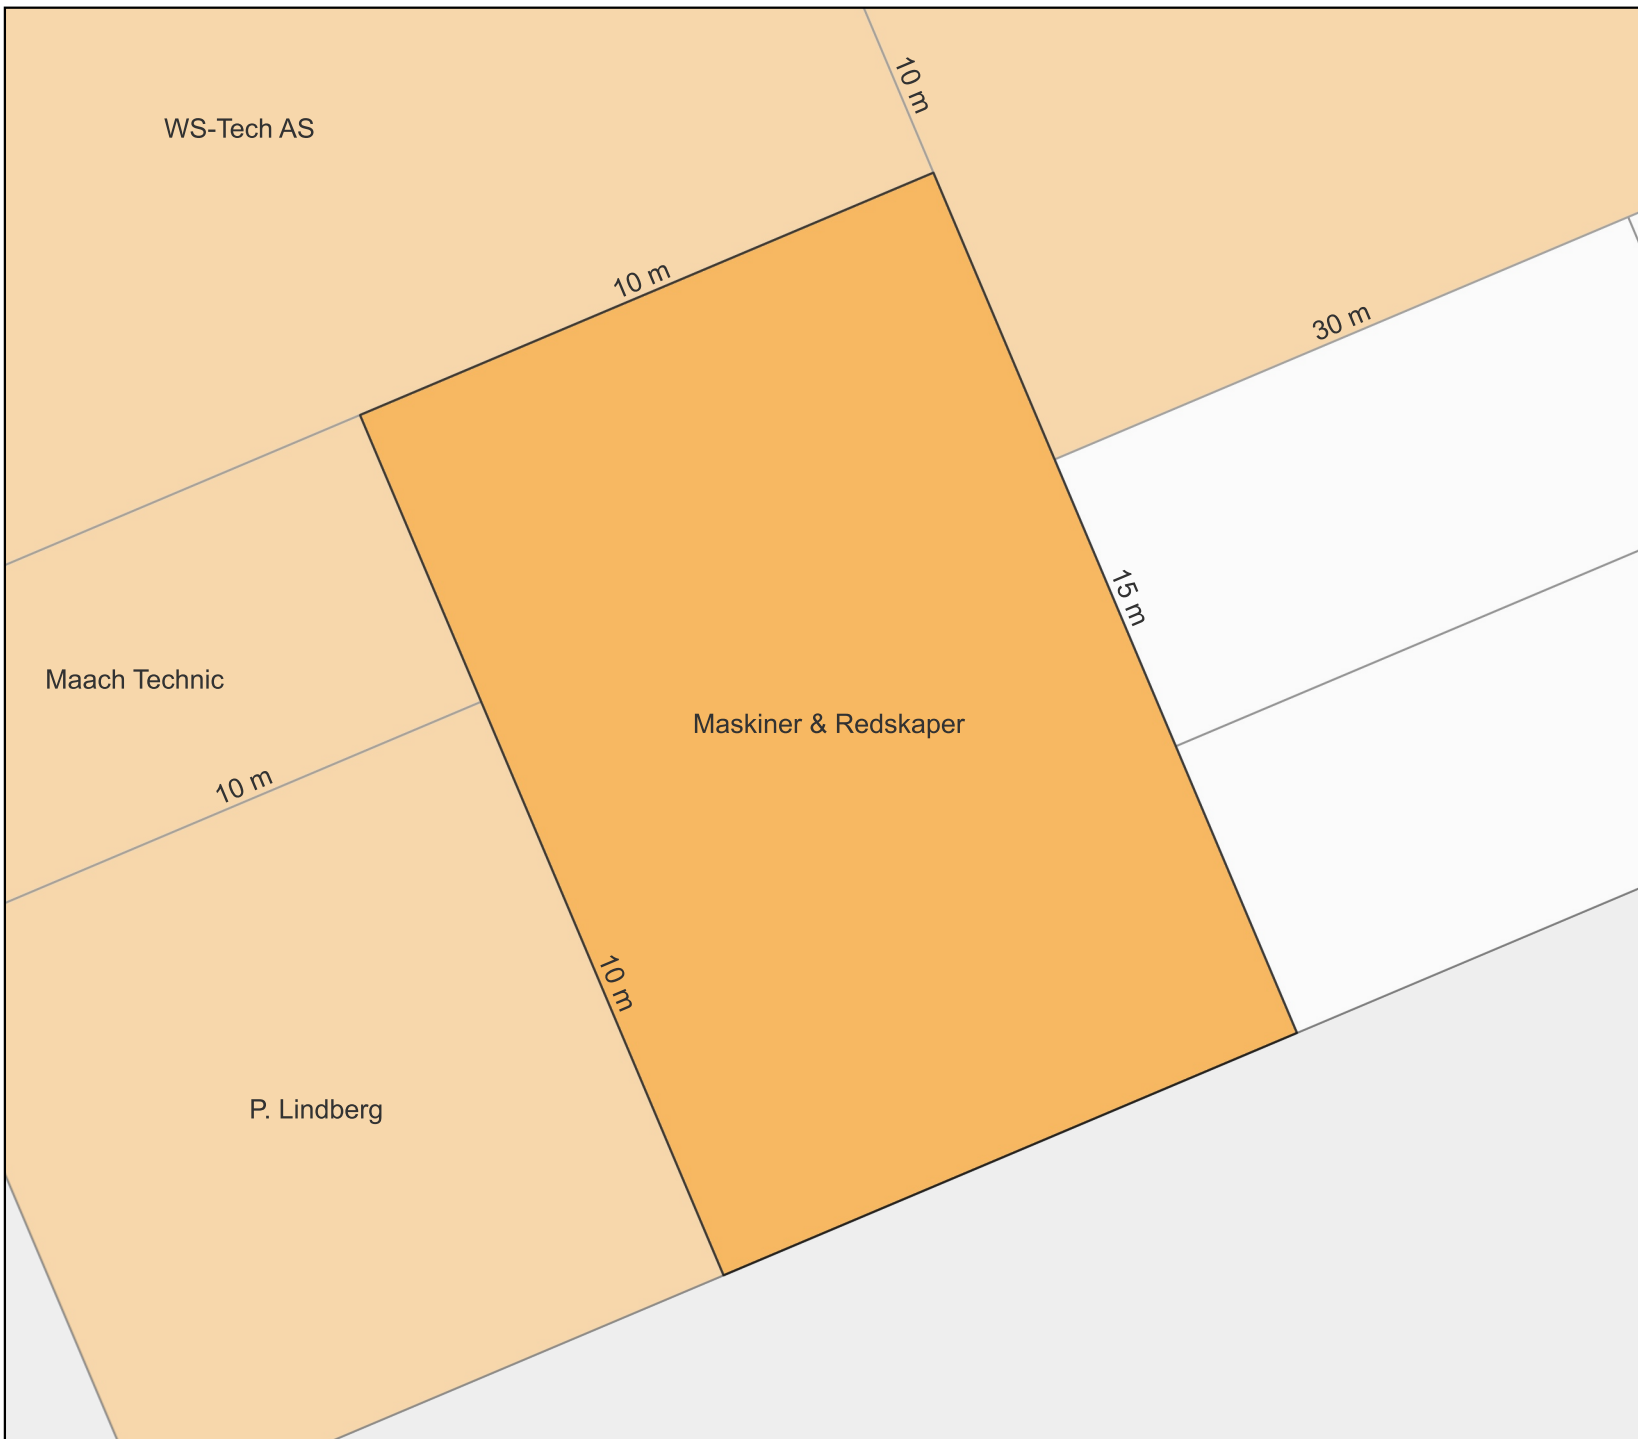 10 m
WS-Tech AS
10 m
30 m
15 m
Maach Technic
Maskiner & Redskaper
10 m
10 m
P. Lindberg